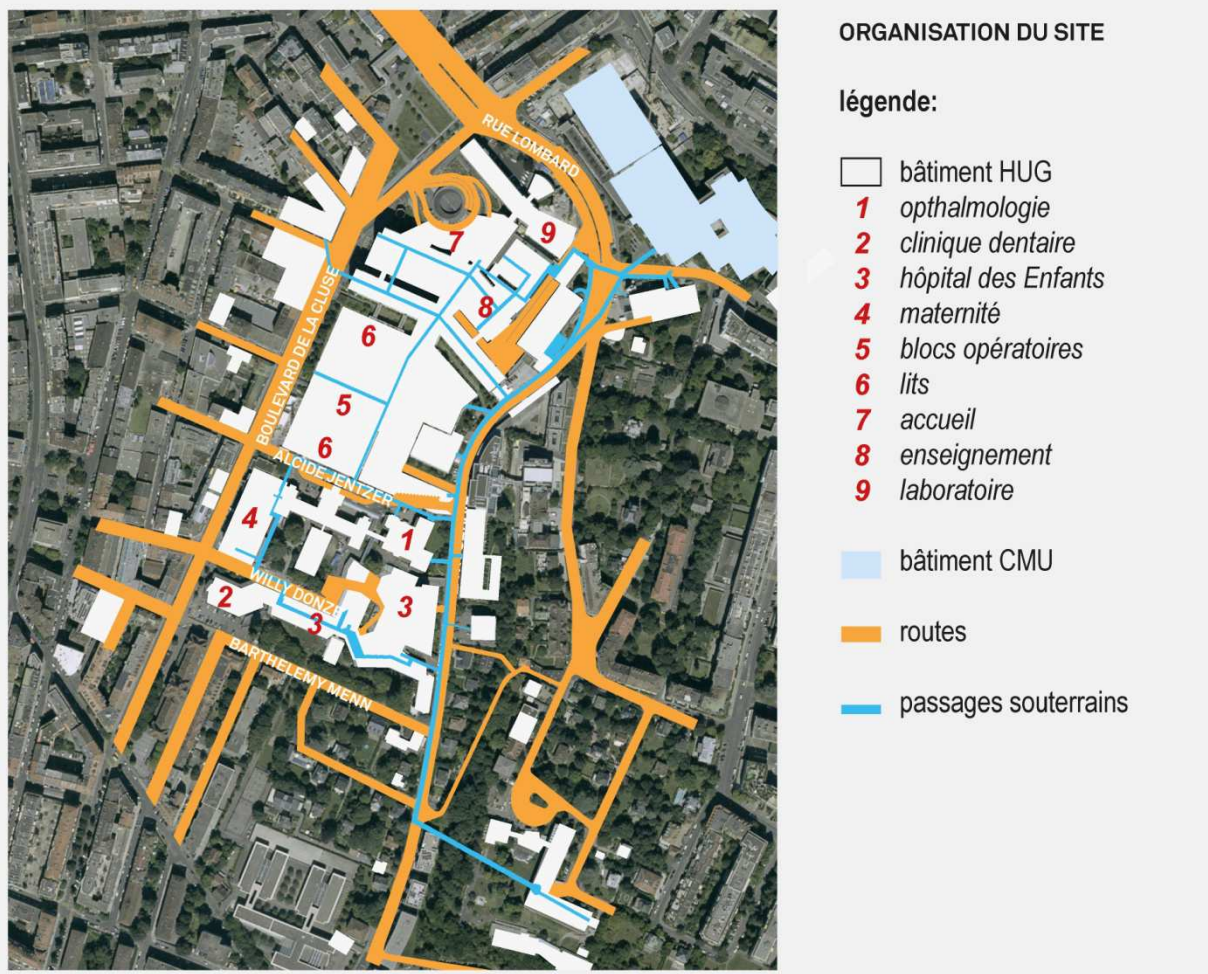 ORGANISATION DU SITE
légende:
bâtiment HUG
1 opthalmologie
2 clinique dentaire
3 hôpital des Enfants
4 maternité
5 blocs opératoires
6 lits
7 accueil
8 enseignement
9 laboratoire
bâtiment CMU
routes
passages souterrains
RUE LOMBARD
9
7
8
BOULEVARD DE LA CLUSE
6
5
6
ALCIDE JENTZER
4
1
WILLY DONZE
2
3
3
BARTHELEMY MENN